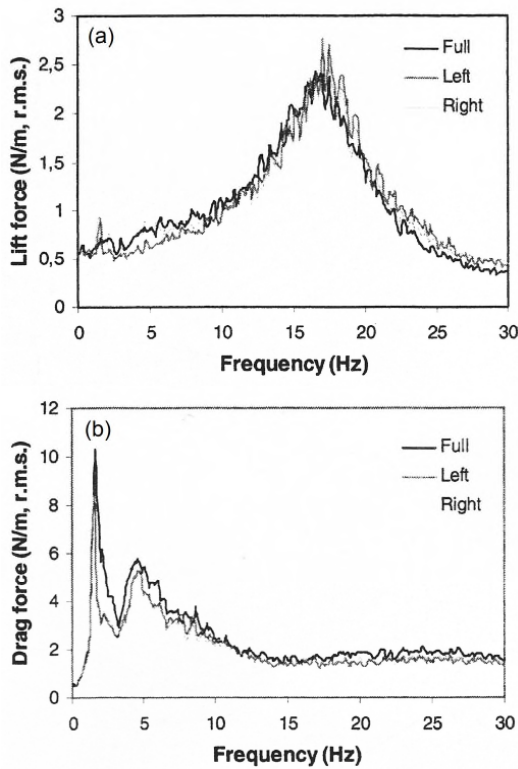 (a)
Full
Left
Right
Lift force (N/m, r.m.s.)
3
2,5
2
1,5
1
0,5
0
0 5 10 15 20 25 30
Frequency (Hz)
(b)
Full
Left
Right
Drag force (N/m, r.m.s.)
12
10
8
6
4
2
0
0 5 10 15 20 25 30
Frequency (Hz)